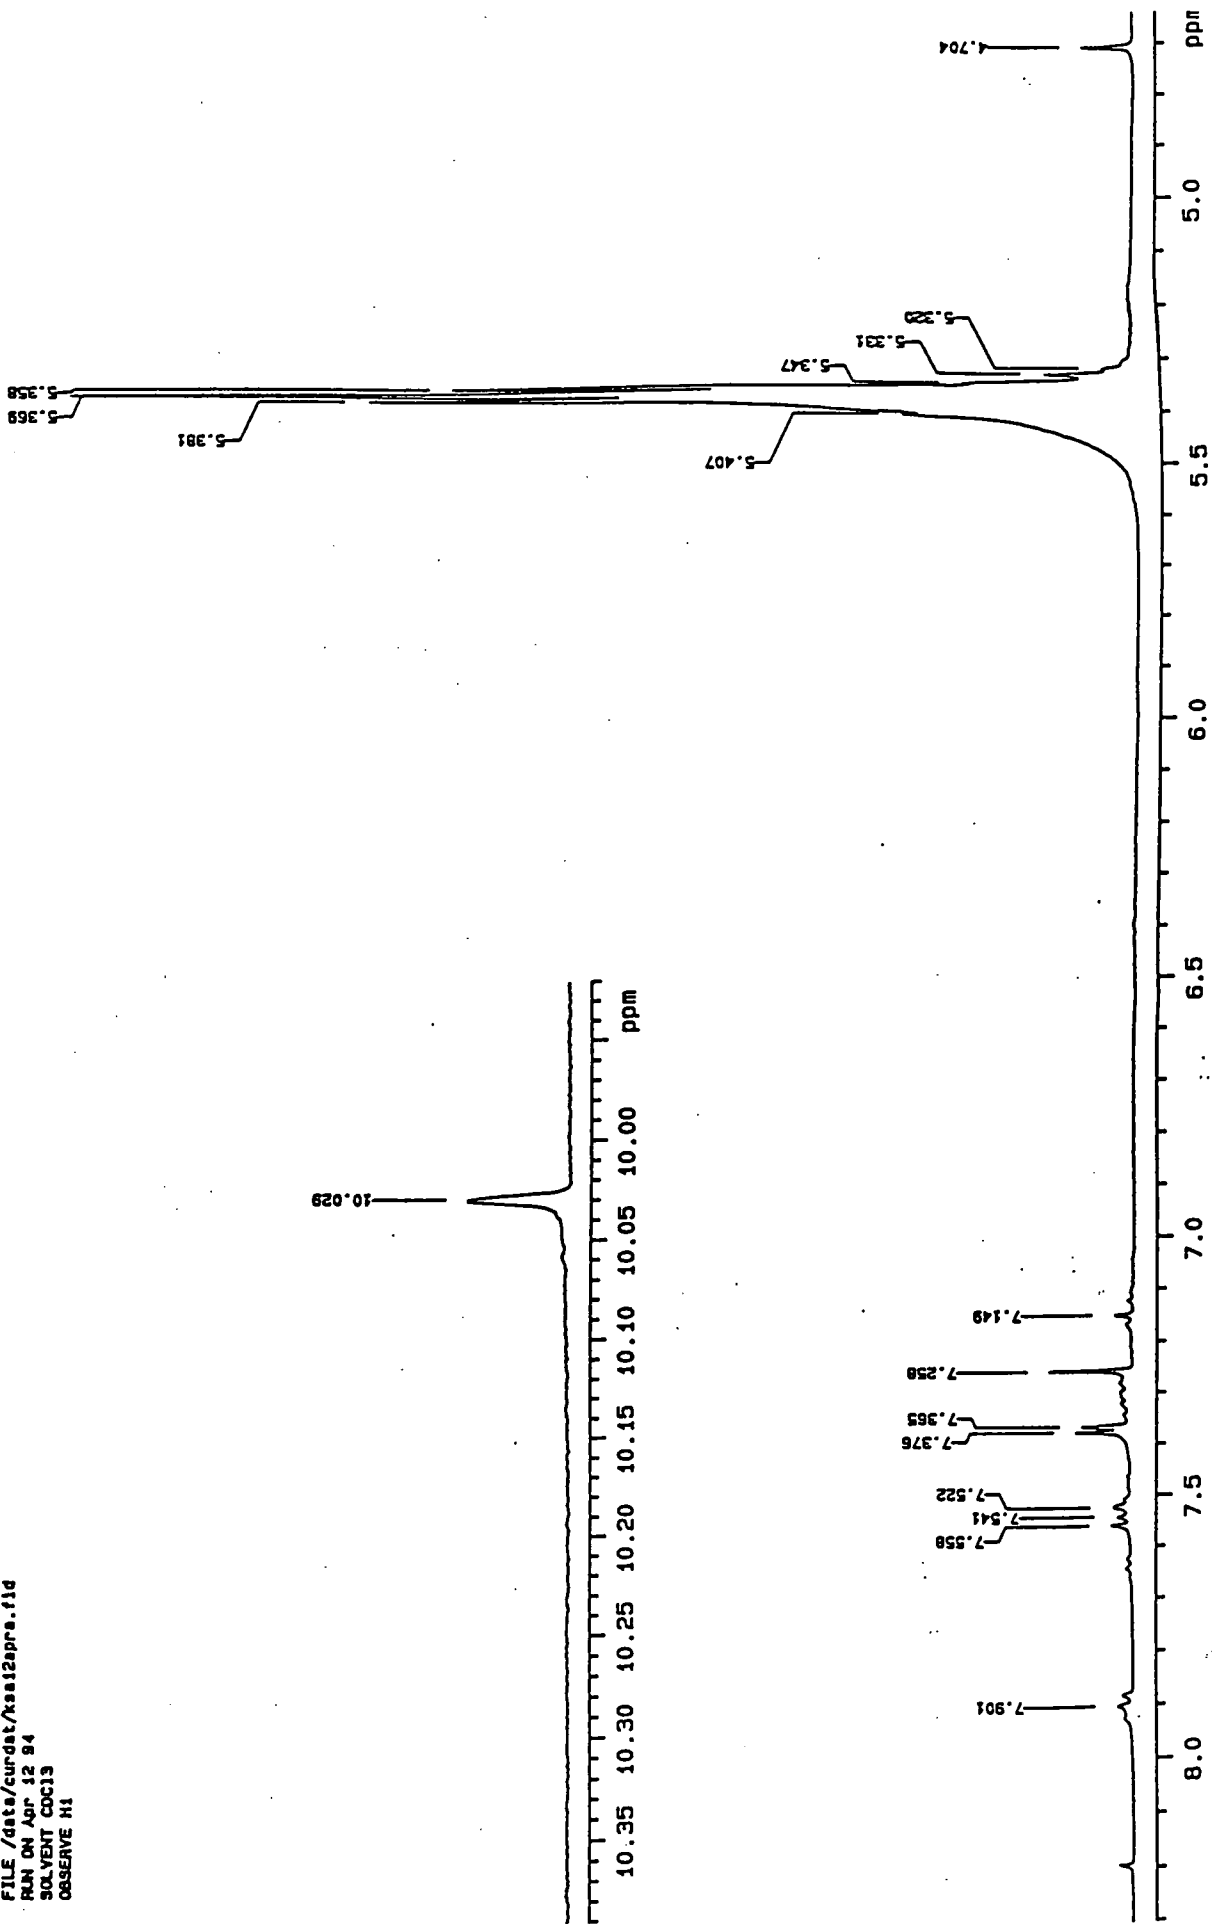 FILE /data/curdat/ksa12apra.fid
RUN ON Apr 12 94
SOLVENT CDCl3
OBSERVE H1
10.029
10.35 10.30 10.25 10.20 10.15 10.10 10.05 10.00 ppm
7.901
7.558
7.541
7.522
7.376
7.365
7.258
7.149
5.407
5.381
5.369
5.358
5.347
5.331
5.320
4.704
8.0 7.5 7.0 6.5 6.0 5.5 5.0 ppm